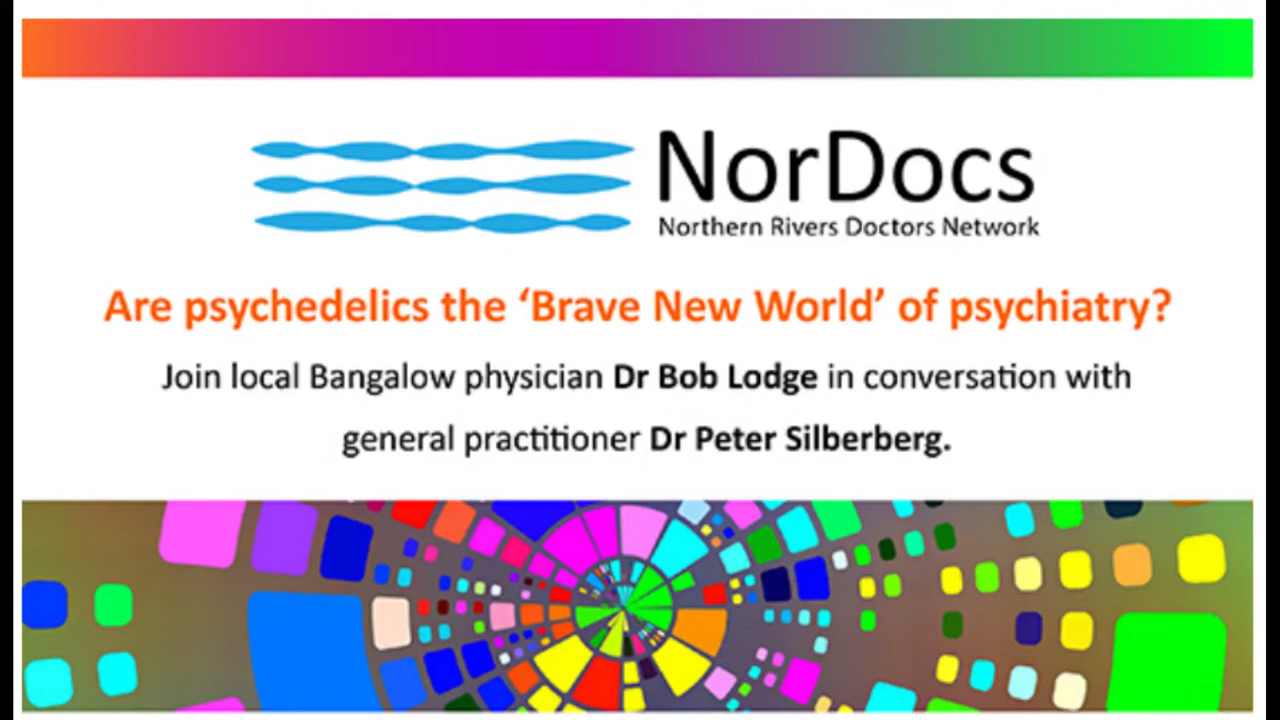 NorDocs
Northern Rivers Doctors Network
Are psychedelics the ‘Brave New World’ of psychiatry?
Join local Bangalow physician Dr Bob Lodge in conversation with
general practitioner Dr Peter Silberberg.